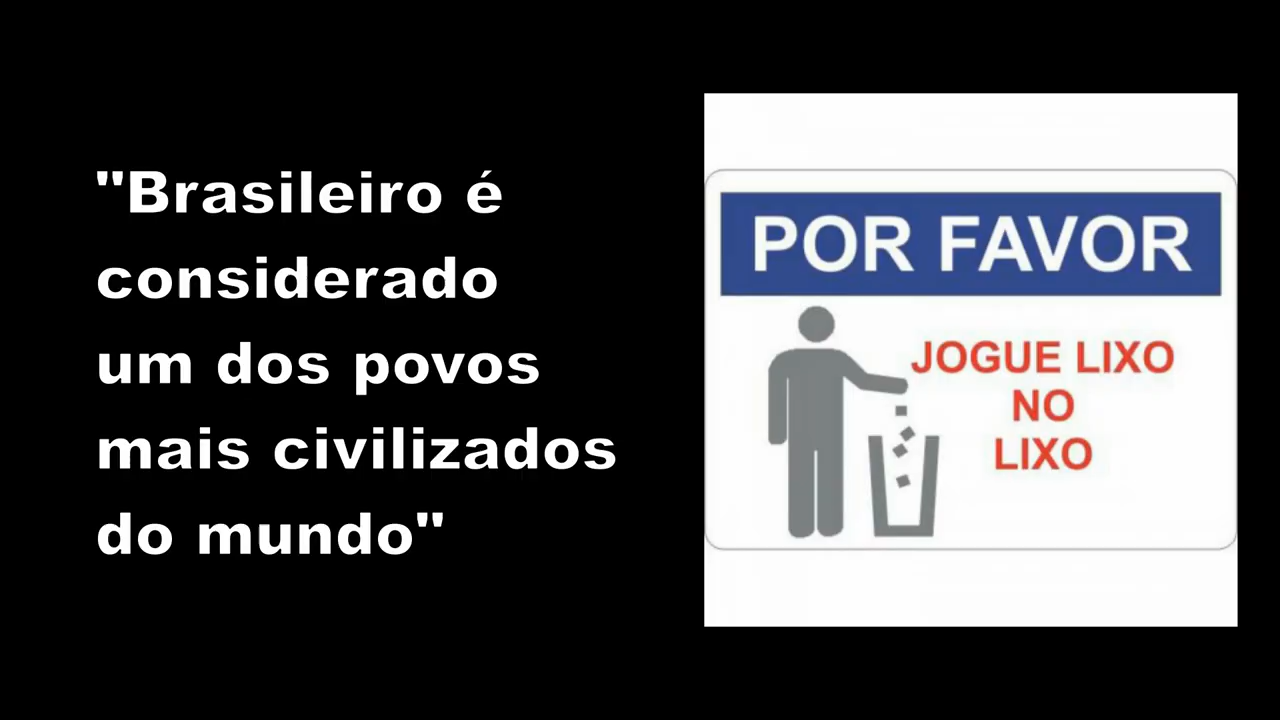 "Brasileiro é
considerado
um dos povos
mais civilizados
do mundo"
POR FAVOR
JOGUE LIXO
NO
LIXO